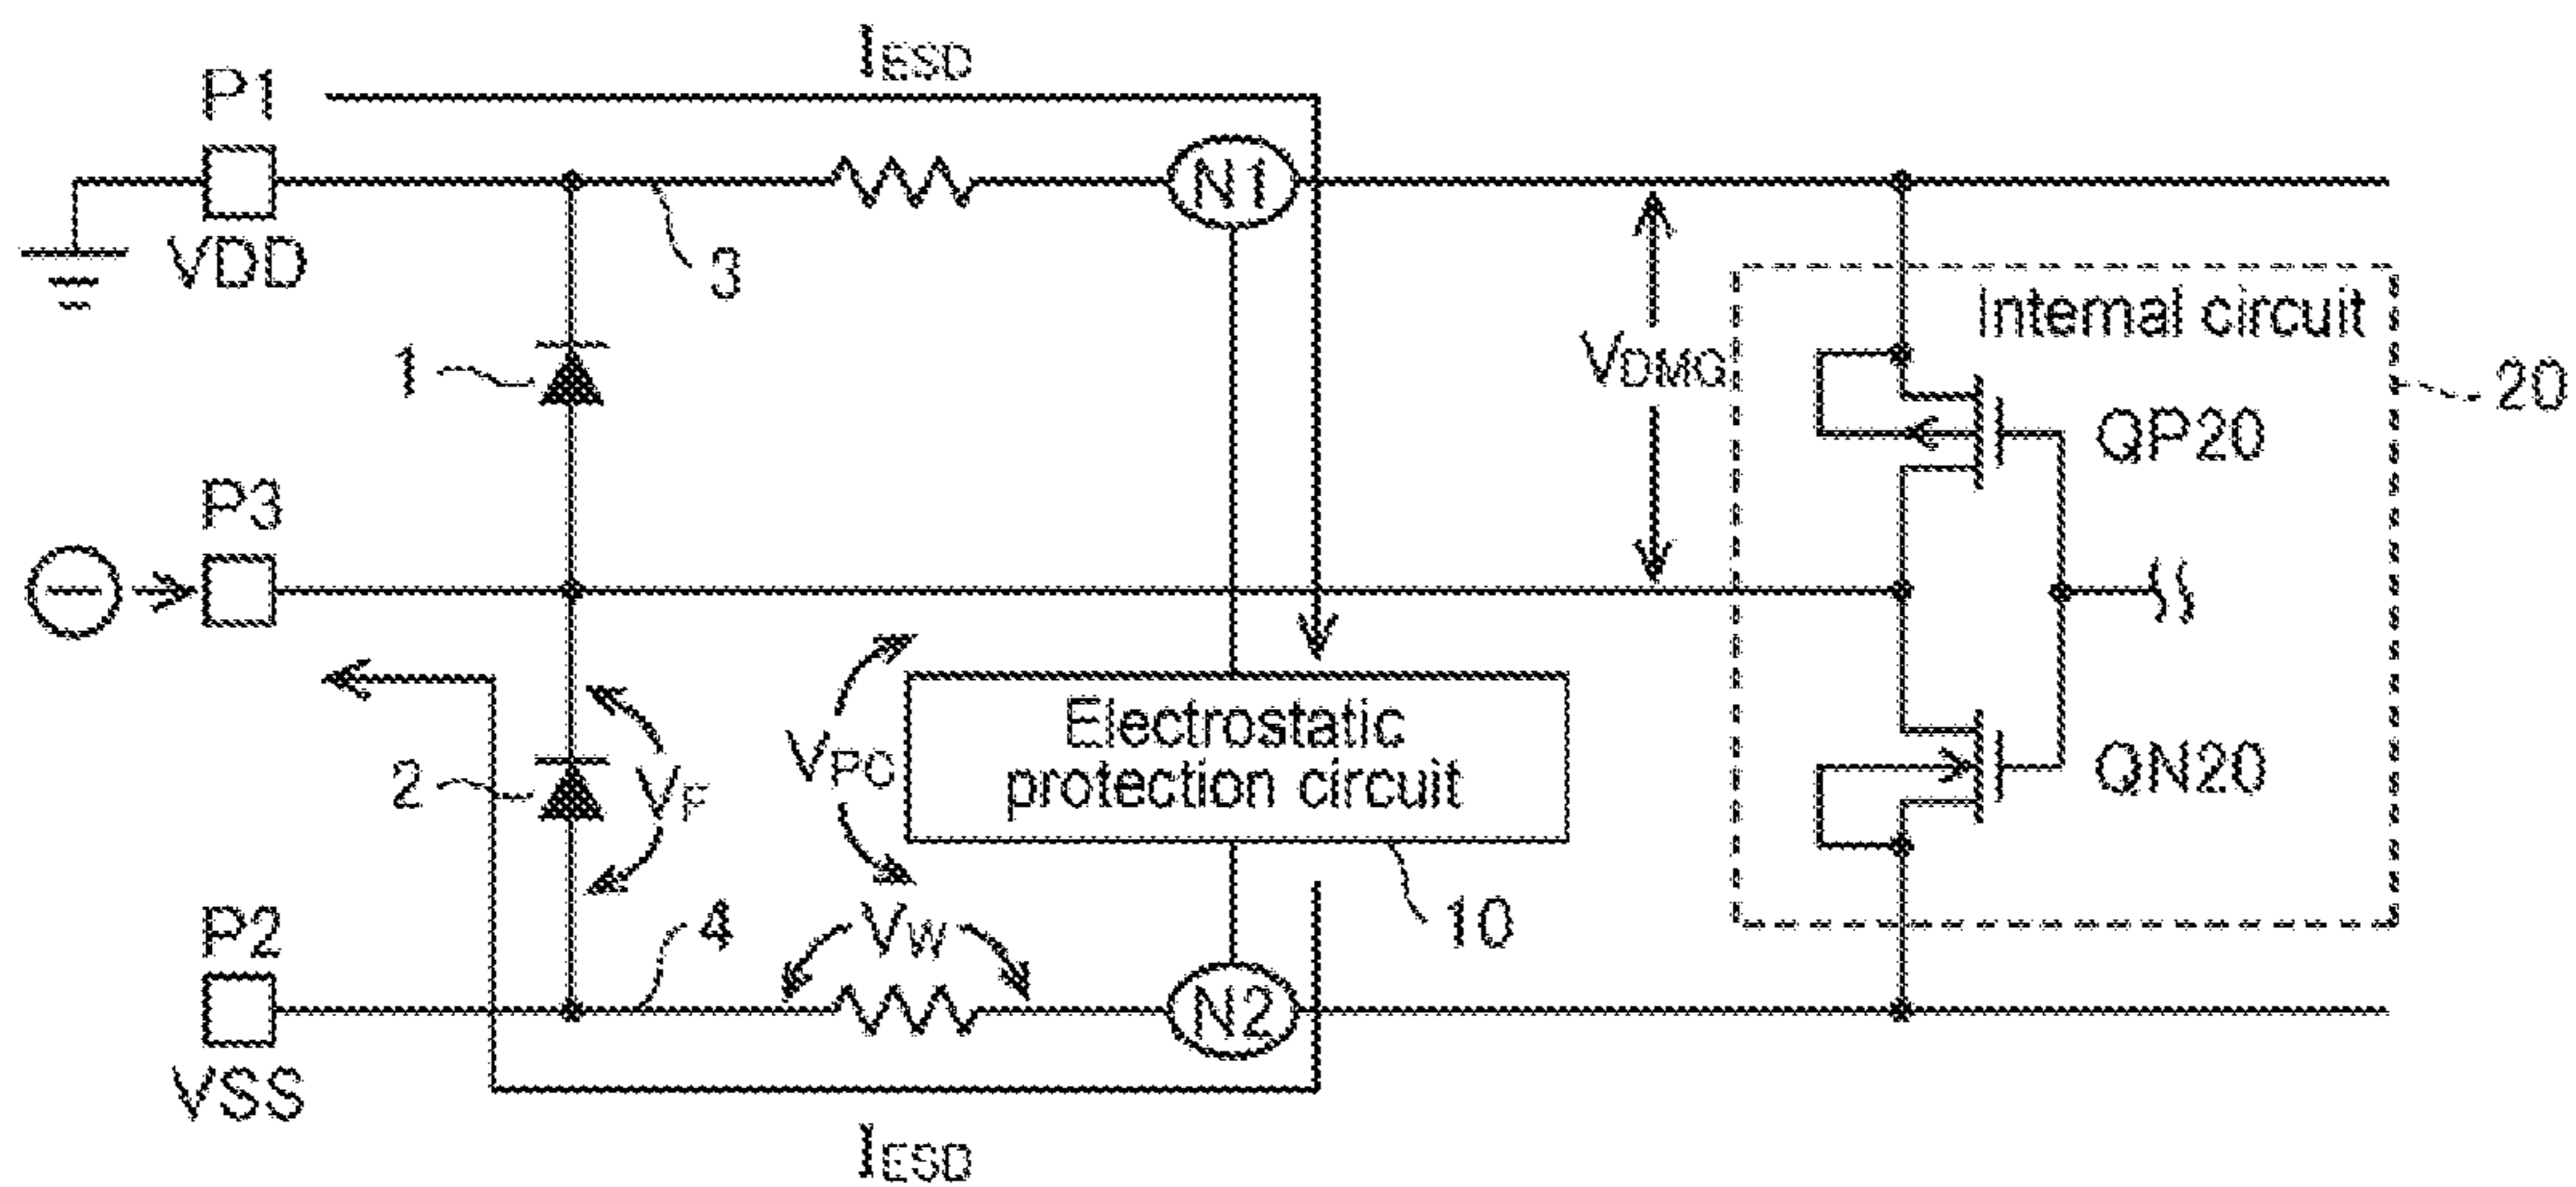 IESD
P1
N1
VDD
3
Internal circuit
1
VDMG
20
QP20
P3
−
Electrostatic
protection circuit
VPC
VF
2
QN20
P2
4
VW
10
N2
VSS
IESD